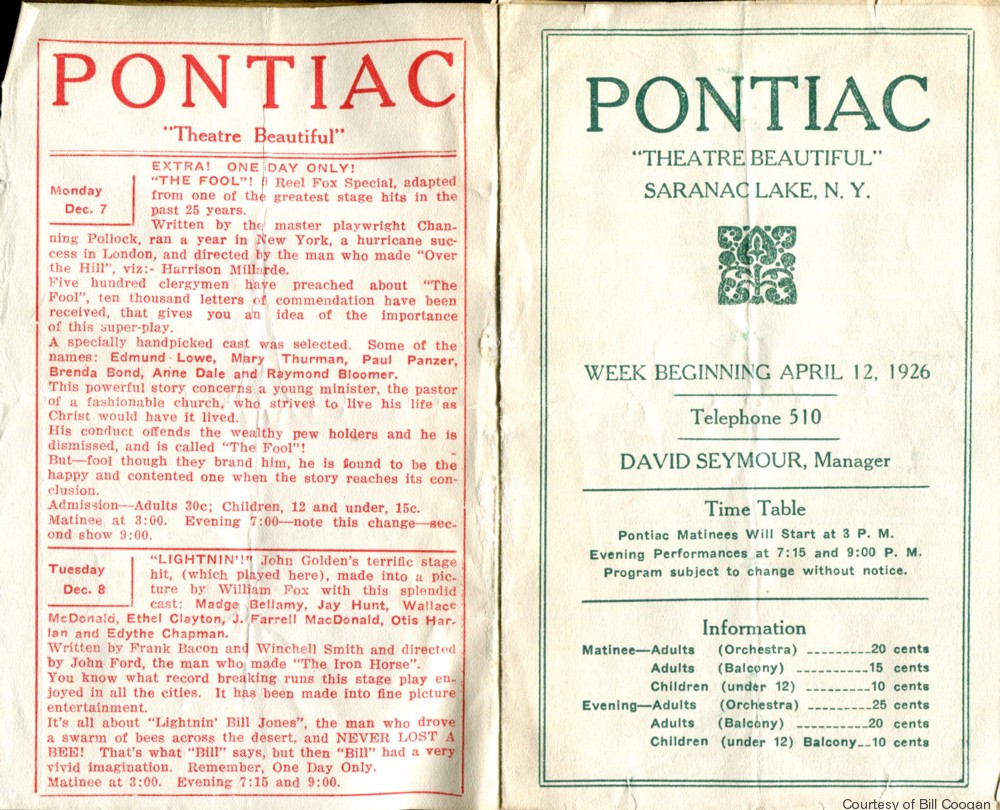 PONTIAC
"Theatre Beautiful"
EXTRA! ONE DAY ONLY!
Monday
Dec. 7
"THE FOOL"! 9 Reel Fox Special, adapted
from one of the greatest stage hits in the
past 25 years.
Written by the master playwright Chan-
ning Pollock, ran a year in New York, a hurricane suc-
cess in London, and directed by the man who made "Over
the Hill", viz:- Harrison Millarde.
Five hundred clergymen have preached about "The
Fool", ten thousand letters of commendation have been
received, that gives you an idea of the importance
of this super-play.
A specially handpicked cast was selected. Some of the
names: Edmund Lowe, Mary Thurman, Paul Panzer,
Brenda Bond, Anne Dale and Raymond Bloomer.
This powerful story concerns a young minister, the pastor
of a fashionable church, who strives to live his life as
Christ would have it lived.
His conduct offends the wealthy pew holders and he is
dismissed, and is called "The Fool"!
But—fool though they brand him, he is found to be the
happy and contented one when the story reaches its con-
clusion.
Admission—Adults 30c; Children, 12 and under, 15c.
Matinee at 3:00. Evening 7:00—note this change—sec-
ond show 9:00.
Tuesday
Dec. 8
"LIGHTNIN'!" John Golden's terrific stage
hit, (which played here), made into a pic-
ture by William Fox with this splendid
cast: Madge Bellamy, Jay Hunt, Wallace
McDonald, Ethel Clayton, J. Farrell MacDonald, Otis Har-
lan and Edythe Chapman.
Written by Frank Bacon and Winchell Smith and directed
by John Ford, the man who made "The Iron Horse".
You know what record breaking runs this stage play en-
joyed in all the cities. It has been made into fine picture
entertainment.
It's all about "Lightnin' Bill Jones", the man who drove
a swarm of bees across the desert, and NEVER LOST A
BEE! That's what "Bill" says, but then "Bill" had a very
vivid imagination. Remember, One Day Only.
Matinee at 3:00. Evening 7:15 and 9:00.
PONTIAC
"THEATRE BEAUTIFUL"
SARANAC LAKE, N. Y.
WEEK BEGINNING APRIL 12, 1926
Telephone 510
DAVID SEYMOUR, Manager
Time Table
Pontiac Matinees Will Start at 3 P. M.
Evening Performances at 7:15 and 9:00 P. M.
Program subject to change without notice.
Information
Matinee—Adults (Orchestra) ---------20 cents
Adults (Balcony) ---------15 cents
Children (under 12) ---------10 cents
Evening—Adults (Orchestra) ---------25 cents
Adults (Balcony) ----------20 cents
Children (under 12) Balcony--10 cents
Courtesy of Bill Coogan